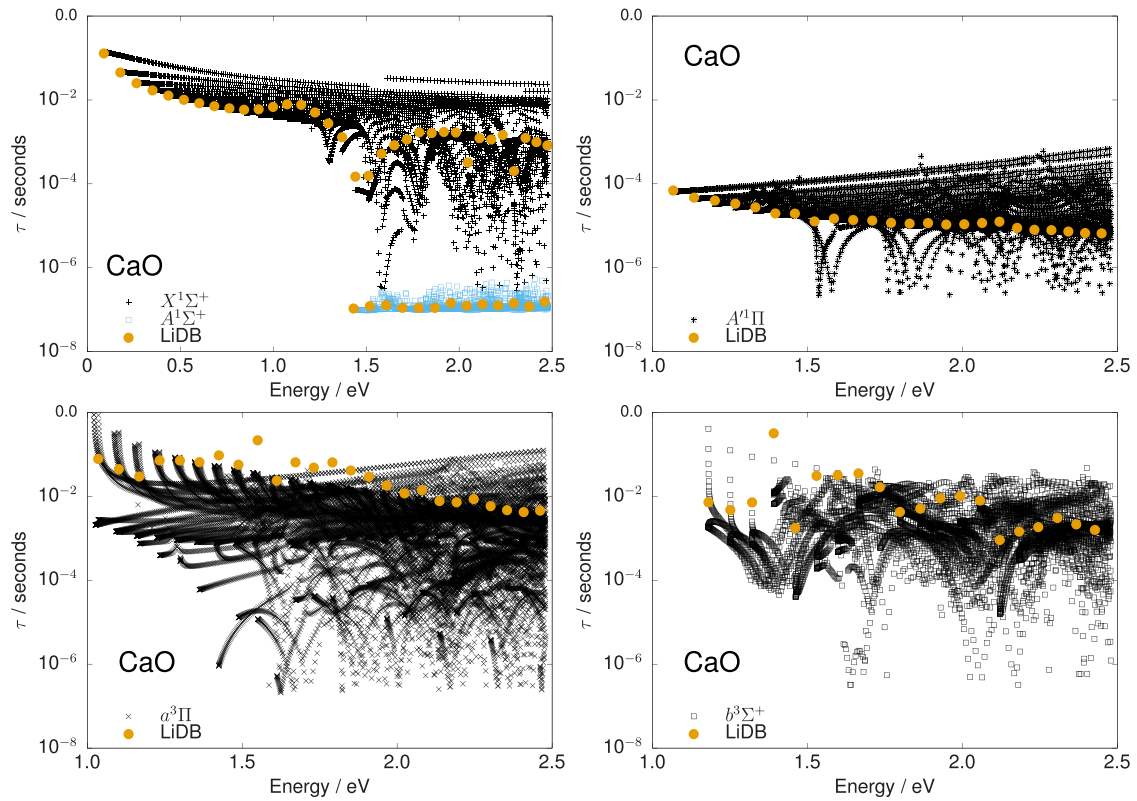 0.0
10⁻²
10⁻⁴
10⁻⁶
10⁻⁸
τ / seconds
CaO
X¹Σ⁺
A¹Σ⁺
LiDB
0 0.5 1.0 1.5 2.0 2.5
Energy / eV
0.0
10⁻²
10⁻⁴
10⁻⁶
10⁻⁸
τ / seconds
CaO
A′¹Π
LiDB
1.0 1.5 2.0 2.5
Energy / eV
0.0
10⁻²
10⁻⁴
10⁻⁶
10⁻⁸
τ / seconds
CaO
a³Π
LiDB
1.0 1.5 2.0 2.5
Energy / eV
0.0
10⁻²
10⁻⁴
10⁻⁶
10⁻⁸
τ / seconds
CaO
b³Σ⁺
LiDB
1.0 1.5 2.0 2.5
Energy / eV